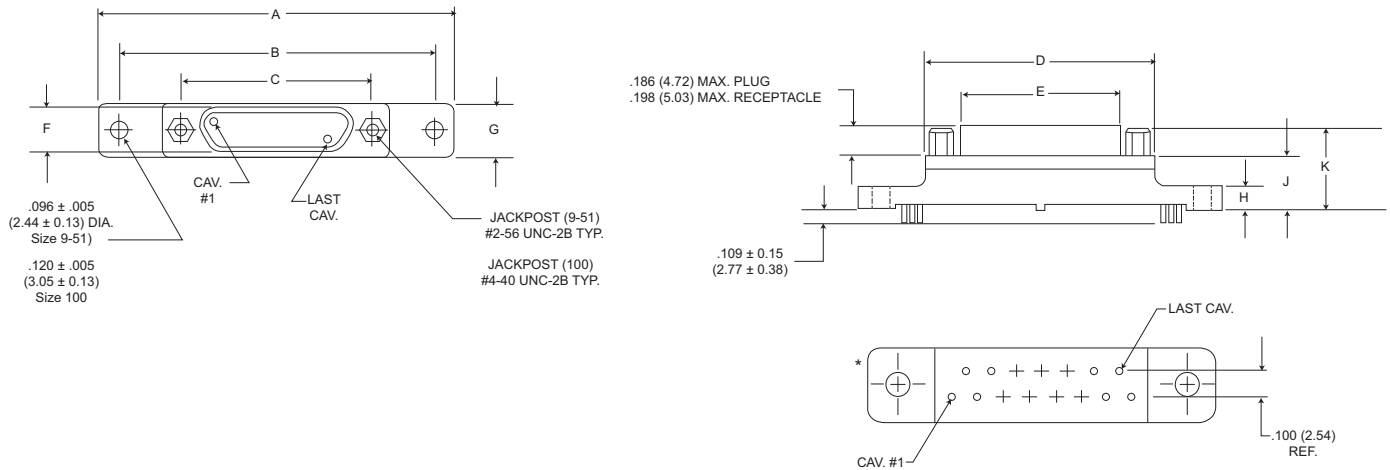 A
B
C
F
G
CAV.
#1
LAST
CAV.
.096 ± .005
(2.44 ± 0.13) DIA.
Size 9-51)
.120 ± .005
(3.05 ± 0.13)
Size 100
JACKPOST (9-51)
#2-56 UNC-2B TYP.
JACKPOST (100)
#4-40 UNC-2B TYP.
.186 (4.72) MAX. PLUG
.198 (5.03) MAX. RECEPTACLE
D
E
K
J
H
.109 ± 0.15
(2.77 ± 0.38)
LAST CAV.
*
.100 (2.54)
REF.
CAV. #1